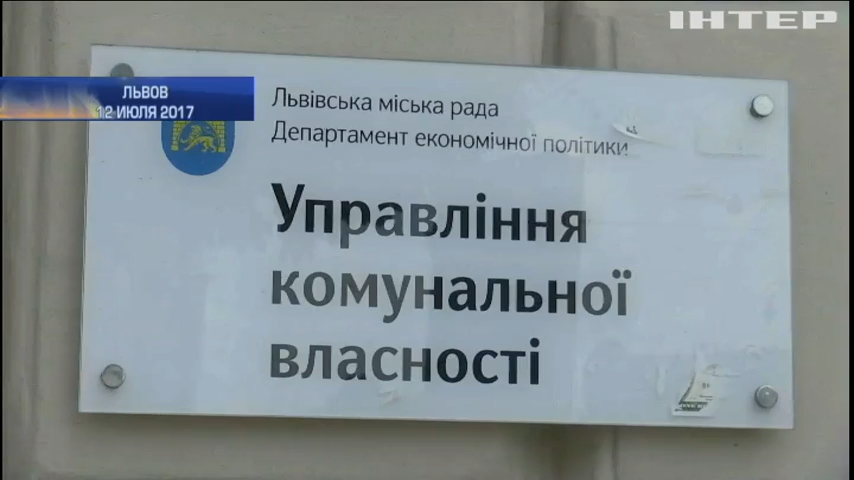 ІНТЕР
ЛЬВОВ
12 ИЮЛЯ 2017
Львівська міська рада
Департамент економічної політики
Управління
комунальної
власності